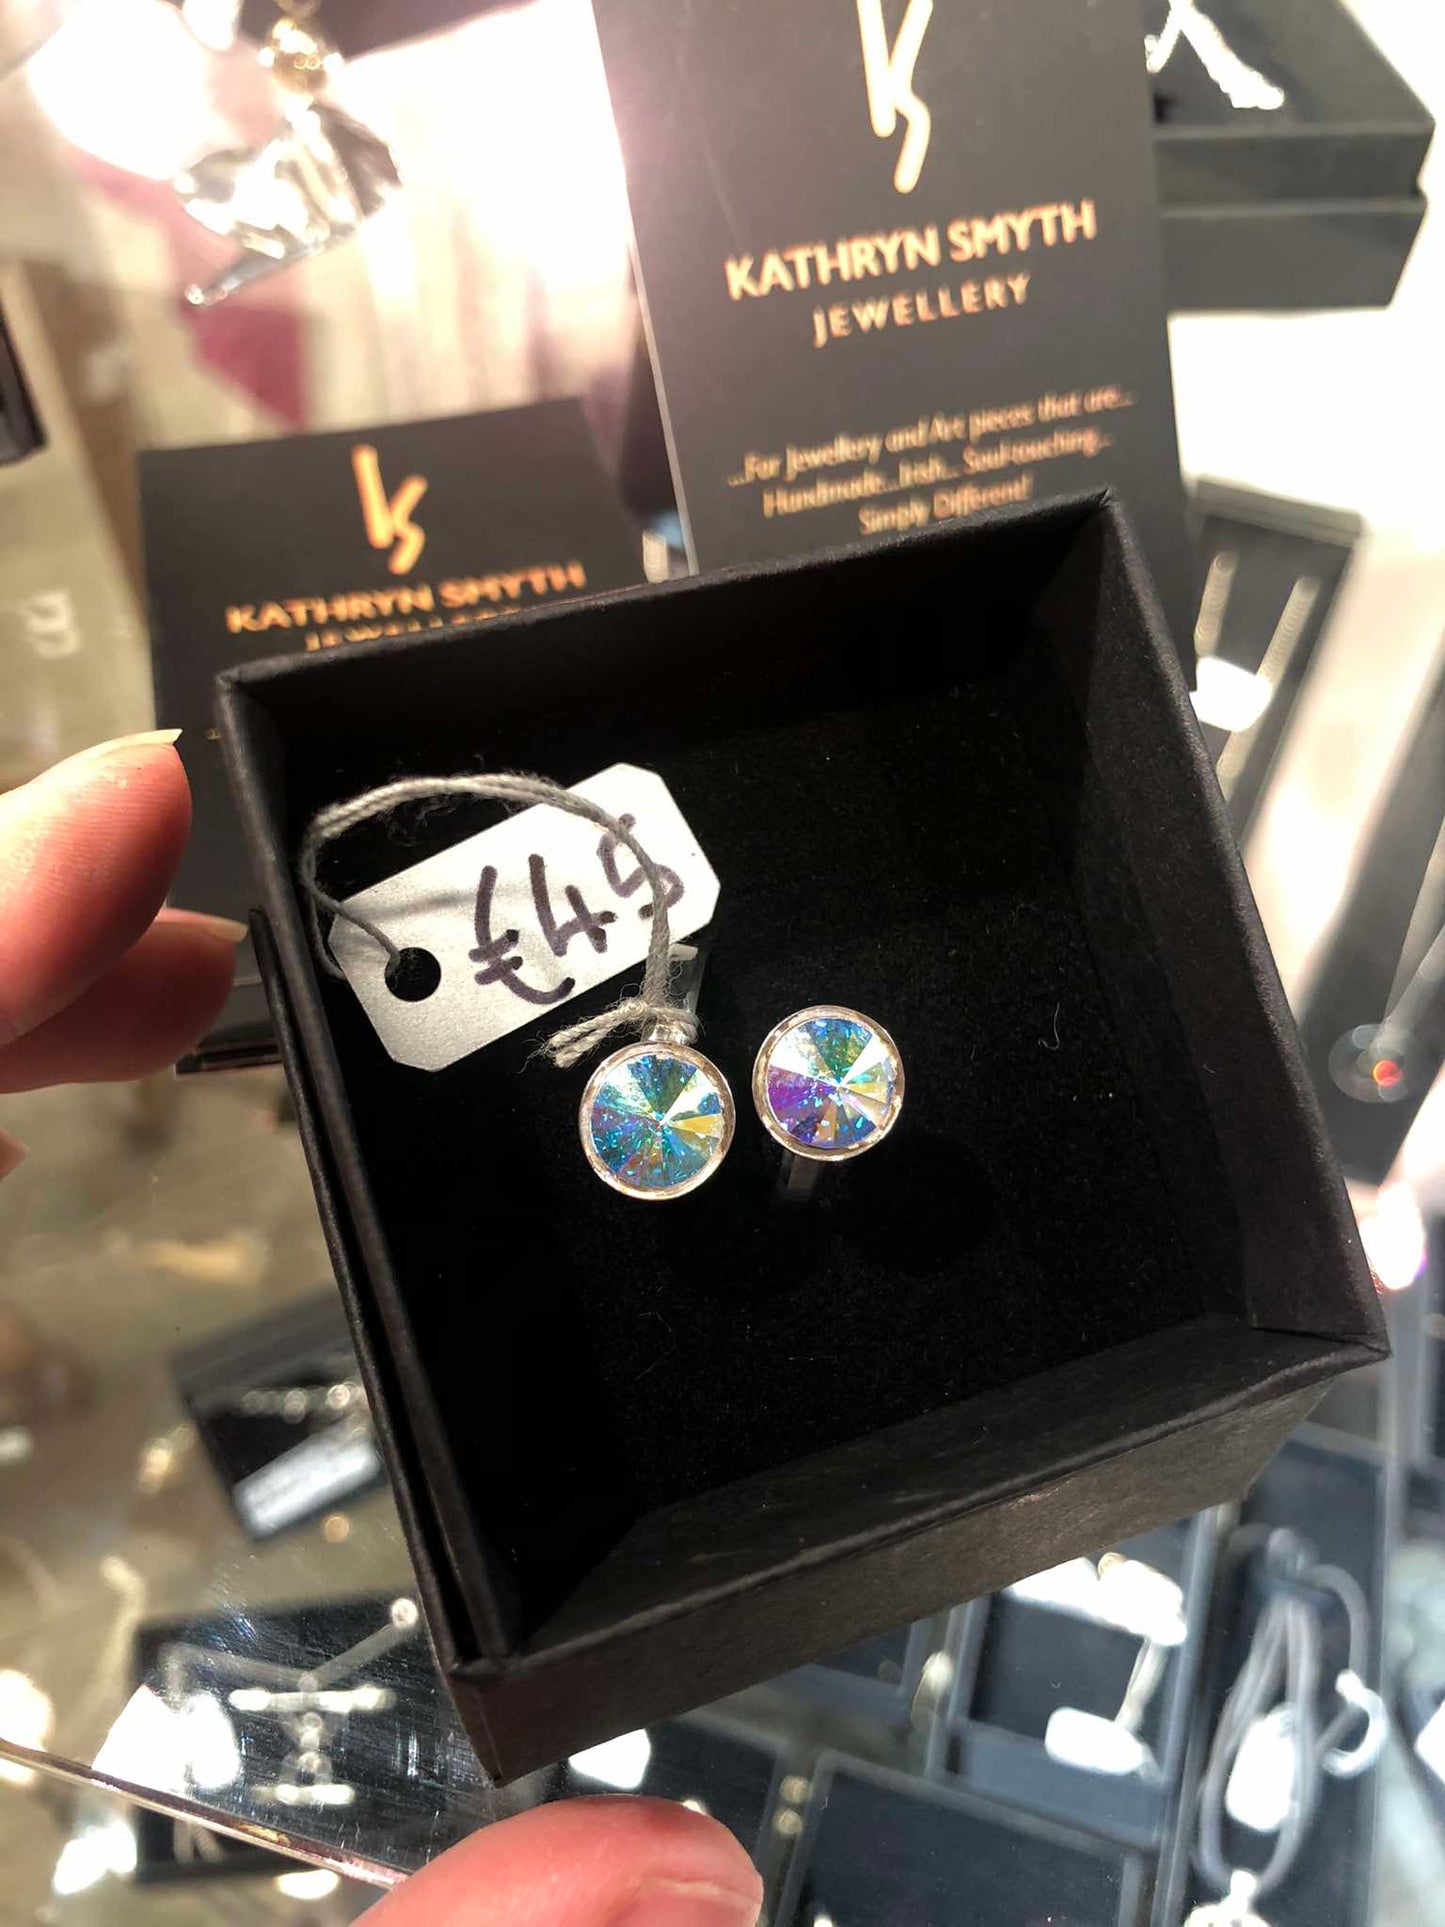 KS
KATHRYN SMYTH
JEWELLERY
...For Jewellery and Art pieces that are...
Handmade...Irish... Soul-touching...
Simply Different!
KS
KATHRYN SMYTH
JEWELLERY
£45